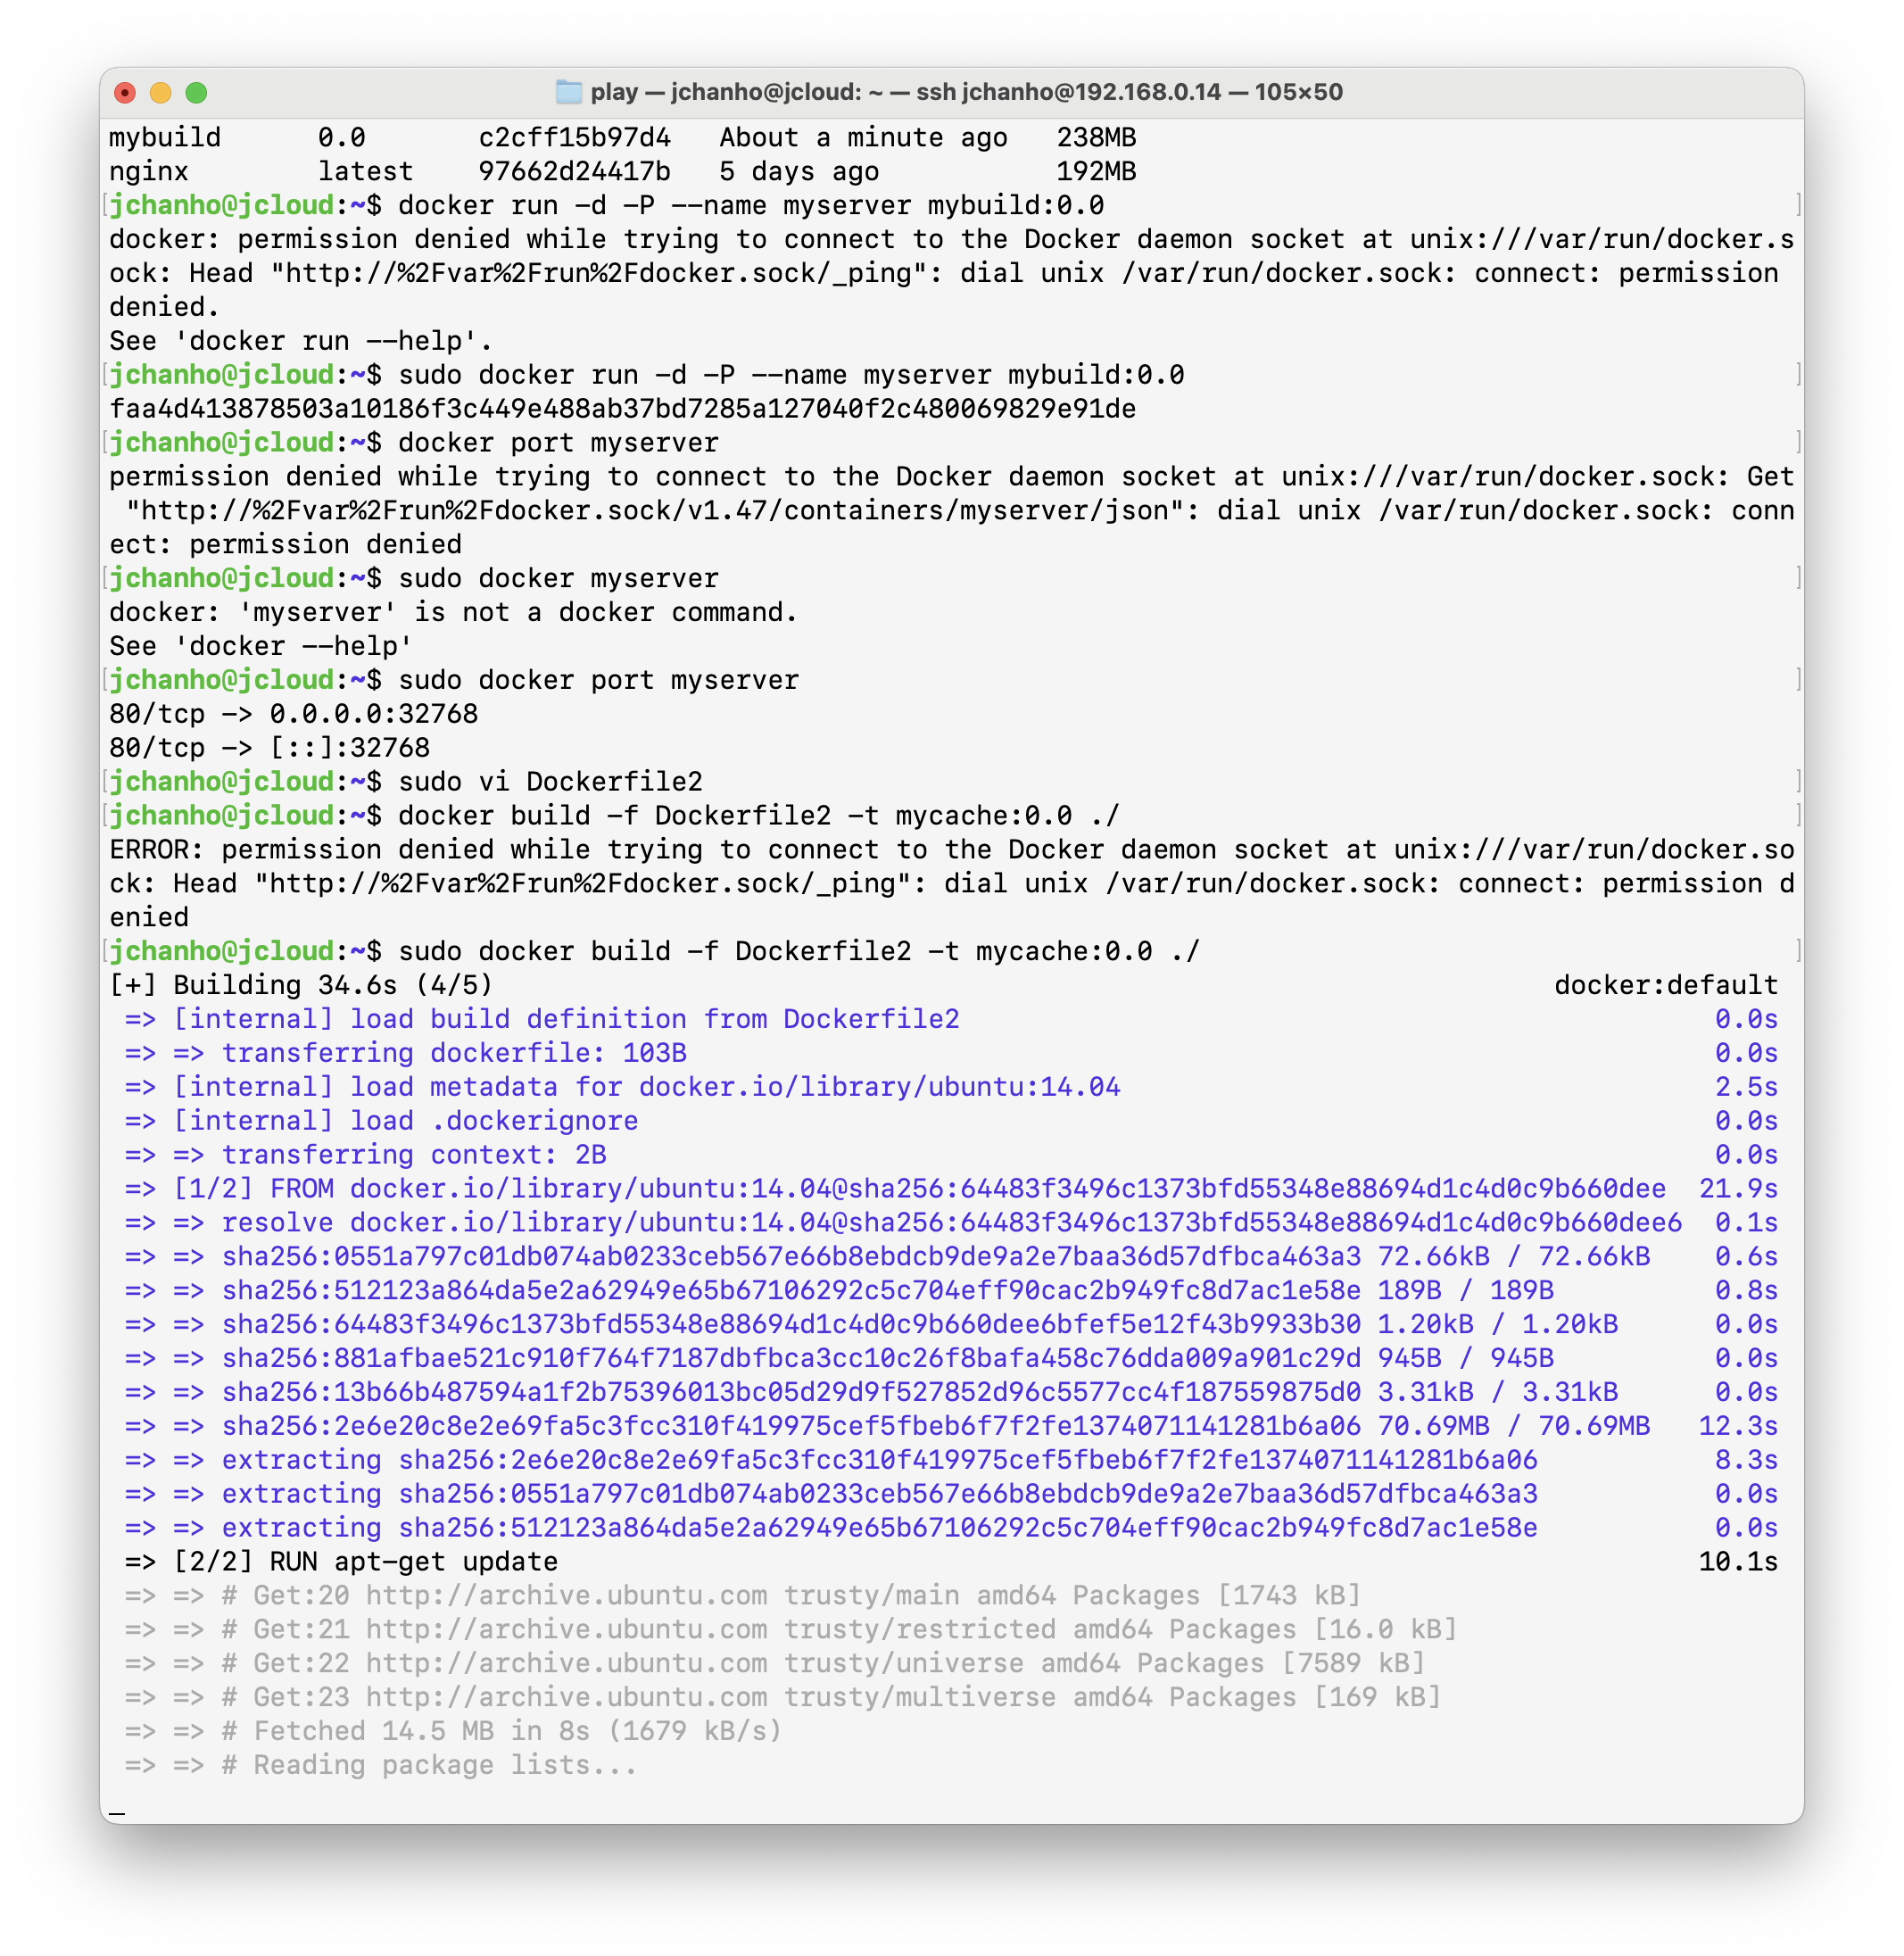 play — jchanho@jcloud: ~ — ssh jchanho@192.168.0.14 — 105×50
mybuild      0.0       c2cff15b97d4   About a minute ago   238MB
nginx        latest    97662d24417b   5 days ago           192MB
[jchanho@jcloud:~$ docker run -d -P --name myserver mybuild:0.0 ]
docker: permission denied while trying to connect to the Docker daemon socket at unix:///var/run/docker.s
ock: Head "http://%2Fvar%2Frun%2Fdocker.sock/_ping": dial unix /var/run/docker.sock: connect: permission
denied.
See 'docker run --help'.
[jchanho@jcloud:~$ sudo docker run -d -P --name myserver mybuild:0.0 ]
faa4d413878503a10186f3c449e488ab37bd7285a127040f2c480069829e91de
[jchanho@jcloud:~$ docker port myserver ]
permission denied while trying to connect to the Docker daemon socket at unix:///var/run/docker.sock: Get
 "http://%2Fvar%2Frun%2Fdocker.sock/v1.47/containers/myserver/json": dial unix /var/run/docker.sock: conn
ect: permission denied
[jchanho@jcloud:~$ sudo docker myserver ]
docker: 'myserver' is not a docker command.
See 'docker --help'
[jchanho@jcloud:~$ sudo docker port myserver ]
80/tcp -> 0.0.0.0:32768
80/tcp -> [::]:32768
[jchanho@jcloud:~$ sudo vi Dockerfile2 ]
[jchanho@jcloud:~$ docker build -f Dockerfile2 -t mycache:0.0 ./ ]
ERROR: permission denied while trying to connect to the Docker daemon socket at unix:///var/run/docker.so
ck: Head "http://%2Fvar%2Frun%2Fdocker.sock/_ping": dial unix /var/run/docker.sock: connect: permission d
enied
[jchanho@jcloud:~$ sudo docker build -f Dockerfile2 -t mycache:0.0 ./ ]
[+] Building 34.6s (4/5) docker:default
 => [internal] load build definition from Dockerfile2 0.0s
 => => transferring dockerfile: 103B 0.0s
 => [internal] load metadata for docker.io/library/ubuntu:14.04 2.5s
 => [internal] load .dockerignore 0.0s
 => => transferring context: 2B 0.0s
 => [1/2] FROM docker.io/library/ubuntu:14.04@sha256:64483f3496c1373bfd55348e88694d1c4d0c9b660dee 21.9s
 => => resolve docker.io/library/ubuntu:14.04@sha256:64483f3496c1373bfd55348e88694d1c4d0c9b660dee6 0.1s
 => => sha256:0551a797c01db074ab0233ceb567e66b8ebdcb9de9a2e7baa36d57dfbca463a3 72.66kB / 72.66kB 0.6s
 => => sha256:512123a864da5e2a62949e65b67106292c5c704eff90cac2b949fc8d7ac1e58e 189B / 189B 0.8s
 => => sha256:64483f3496c1373bfd55348e88694d1c4d0c9b660dee6bfef5e12f43b9933b30 1.20kB / 1.20kB 0.0s
 => => sha256:881afbae521c910f764f7187dbfbca3cc10c26f8bafa458c76dda009a901c29d 945B / 945B 0.0s
 => => sha256:13b66b487594a1f2b75396013bc05d29d9f527852d96c5577cc4f187559875d0 3.31kB / 3.31kB 0.0s
 => => sha256:2e6e20c8e2e69fa5c3fcc310f419975cef5fbeb6f7f2fe1374071141281b6a06 70.69MB / 70.69MB 12.3s
 => => extracting sha256:2e6e20c8e2e69fa5c3fcc310f419975cef5fbeb6f7f2fe1374071141281b6a06 8.3s
 => => extracting sha256:0551a797c01db074ab0233ceb567e66b8ebdcb9de9a2e7baa36d57dfbca463a3 0.0s
 => => extracting sha256:512123a864da5e2a62949e65b67106292c5c704eff90cac2b949fc8d7ac1e58e 0.0s
 => [2/2] RUN apt-get update 10.1s
 => => # Get:20 http://archive.ubuntu.com trusty/main amd64 Packages [1743 kB]
 => => # Get:21 http://archive.ubuntu.com trusty/restricted amd64 Packages [16.0 kB]
 => => # Get:22 http://archive.ubuntu.com trusty/universe amd64 Packages [7589 kB]
 => => # Get:23 http://archive.ubuntu.com trusty/multiverse amd64 Packages [169 kB]
 => => # Fetched 14.5 MB in 8s (1679 kB/s)
 => => # Reading package lists...